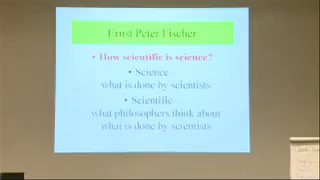 Ernst Peter Fischer
• How scientific is science?
• Science –
what is done by scientists
• Scientific –
what philosophers think about
what is done by scientists